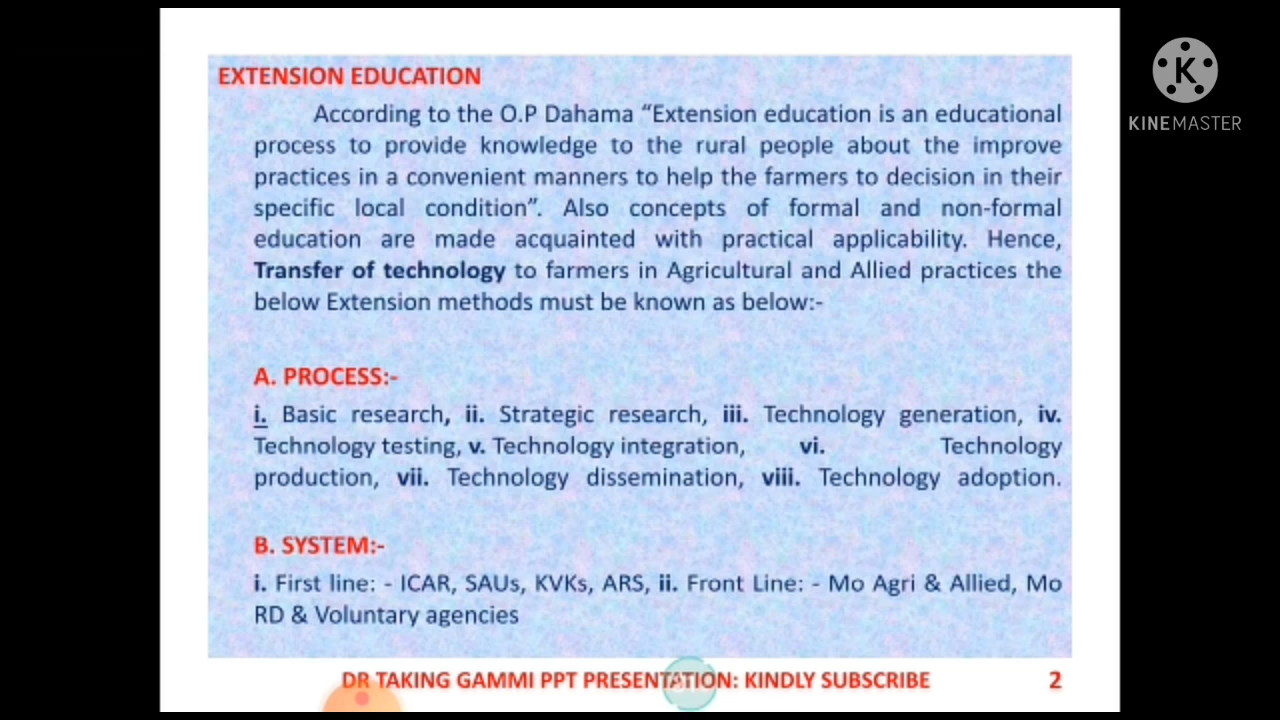 EXTENSION EDUCATION
According to the O.P Dahama “Extension education is an educational
process to provide knowledge to the rural people about the improve
practices in a convenient manners to help the farmers to decision in their
specific local condition”. Also concepts of formal and non-formal
education are made acquainted with practical applicability. Hence,
Transfer of technology to farmers in Agricultural and Allied practices the
below Extension methods must be known as below:-
A. PROCESS:-
i. Basic research, ii. Strategic research, iii. Technology generation, iv.
Technology testing, v. Technology integration, vi. Technology
production, vii. Technology dissemination, viii. Technology adoption.
B. SYSTEM:-
i. First line: - ICAR, SAUs, KVKs, ARS, ii. Front Line: - Mo Agri & Allied, Mo
RD & Voluntary agencies
DR TAKING GAMMI PPT PRESENTATION: KINDLY SUBSCRIBE 2
K
KINEMASTER